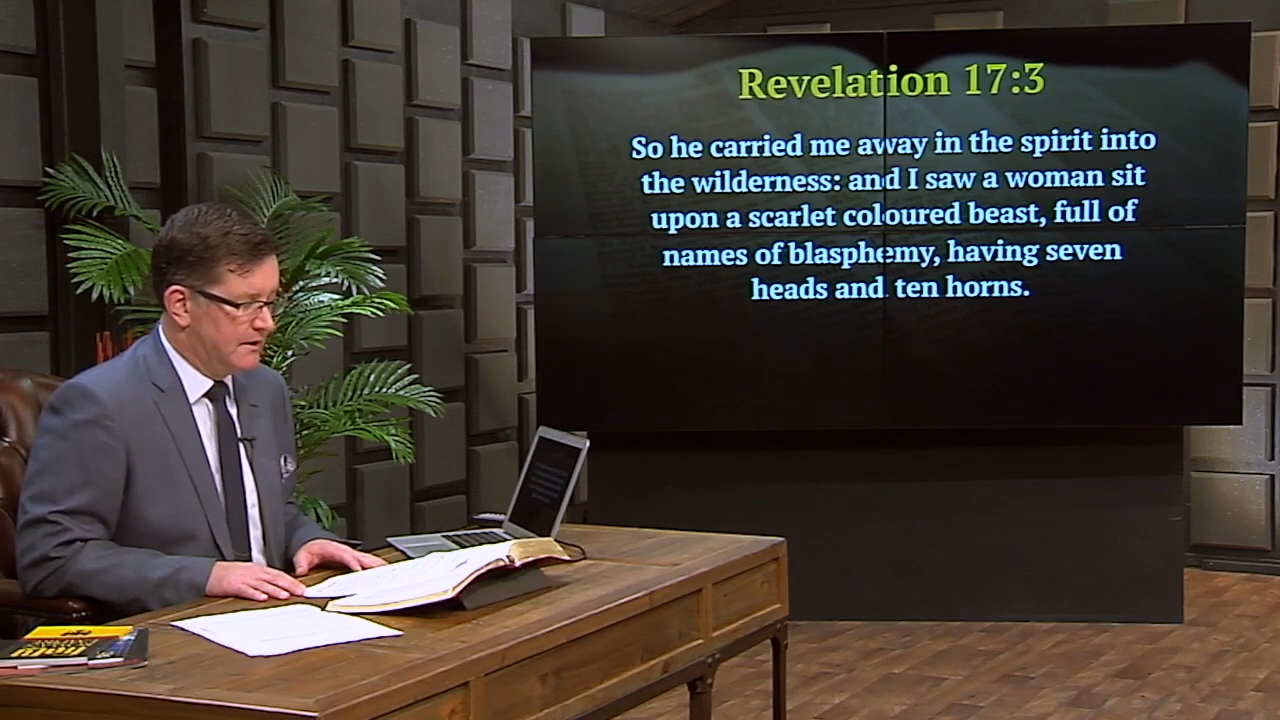 Revelation 17:3
So he carried me away in the spirit into
the wilderness: and I saw a woman sit
upon a scarlet coloured beast, full of
names of blasphemy, having seven
heads and ten horns.